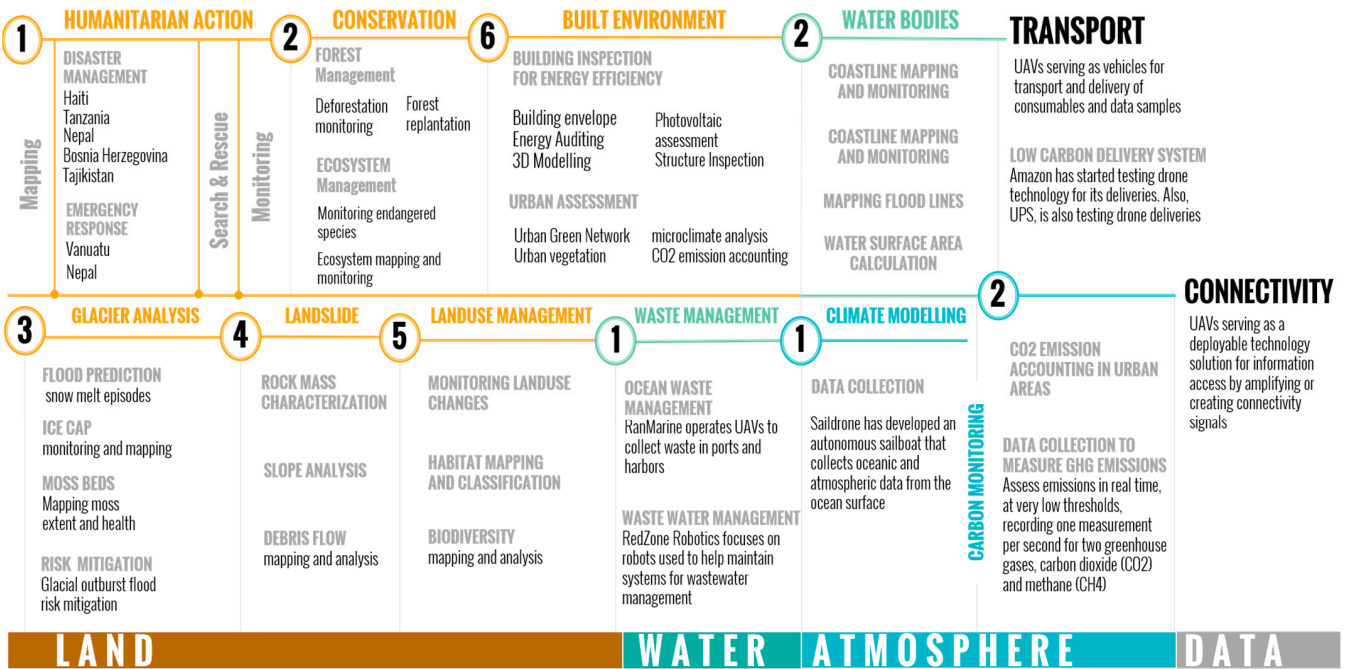 1
HUMANITARIAN ACTION
Mapping
DISASTER
MANAGEMENT
Haiti
Tanzania
Nepal
Bosnia Herzegovina
Tajikistan
EMERGENCY
RESPONSE
Vanuatu
Nepal
Search & Rescue
Monitoring
2
CONSERVATION
FOREST
Management
Deforestation
monitoring
Forest
replantation
ECOSYSTEM
Management
Monitoring endangered
species
Ecosystem mapping and
monitoring
6
BUILT ENVIRONMENT
BUILDING INSPECTION
FOR ENERGY EFFICIENCY
Building envelope
Energy Auditing
3D Modelling
Photovoltaic
assessment
Structure Inspection
URBAN ASSESSMENT
Urban Green Network
Urban vegetation
microclimate analysis
CO2 emission accounting
2
WATER BODIES
COASTLINE MAPPING
AND MONITORING
COASTLINE MAPPING
AND MONITORING
MAPPING FLOOD LINES
WATER SURFACE AREA
CALCULATION
TRANSPORT
UAVs serving as vehicles for
transport and delivery of
consumables and data samples
LOW CARBON DELIVERY SYSTEM
Amazon has started testing drone
technology for its deliveries. Also,
UPS, is also testing drone deliveries
3
GLACIER ANALYSIS
FLOOD PREDICTION
snow melt episodes
ICE CAP
monitoring and mapping
MOSS BEDS
Mapping moss
extent and health
RISK MITIGATION
Glacial outburst flood
risk mitigation
4
LANDSLIDE
ROCK MASS
CHARACTERIZATION
SLOPE ANALYSIS
DEBRIS FLOW
mapping and analysis
5
LANDUSE MANAGEMENT
MONITORING LANDUSE
CHANGES
HABITAT MAPPING
AND CLASSIFICATION
BIODIVERSITY
mapping and analysis
1
WASTE MANAGEMENT
OCEAN WASTE
MANAGEMENT
RanMarine operates UAVs to
collect waste in ports and
harbors
WASTE WATER MANAGEMENT
RedZone Robotics focuses on
robots used to help maintain
systems for wastewater
management
1
CLIMATE MODELLING
DATA COLLECTION
Saildrone has developed an
autonomous sailboat that
collects oceanic and
atmospheric data from the
ocean surface
2
CARBON MONITORING
CO2 EMISSION
ACCOUNTING IN URBAN
AREAS
DATA COLLECTION TO
MEASURE GHG EMISSIONS
Assess emissions in real time,
at very low thresholds,
recording one measurement
per second for two greenhouse
gases, carbon dioxide (CO2)
and methane (CH4)
CONNECTIVITY
UAVs serving as a
deployable technology
solution for information
access by amplifying or
creating connectivity
signals
LAND
WATER
ATMOSPHERE
DATA